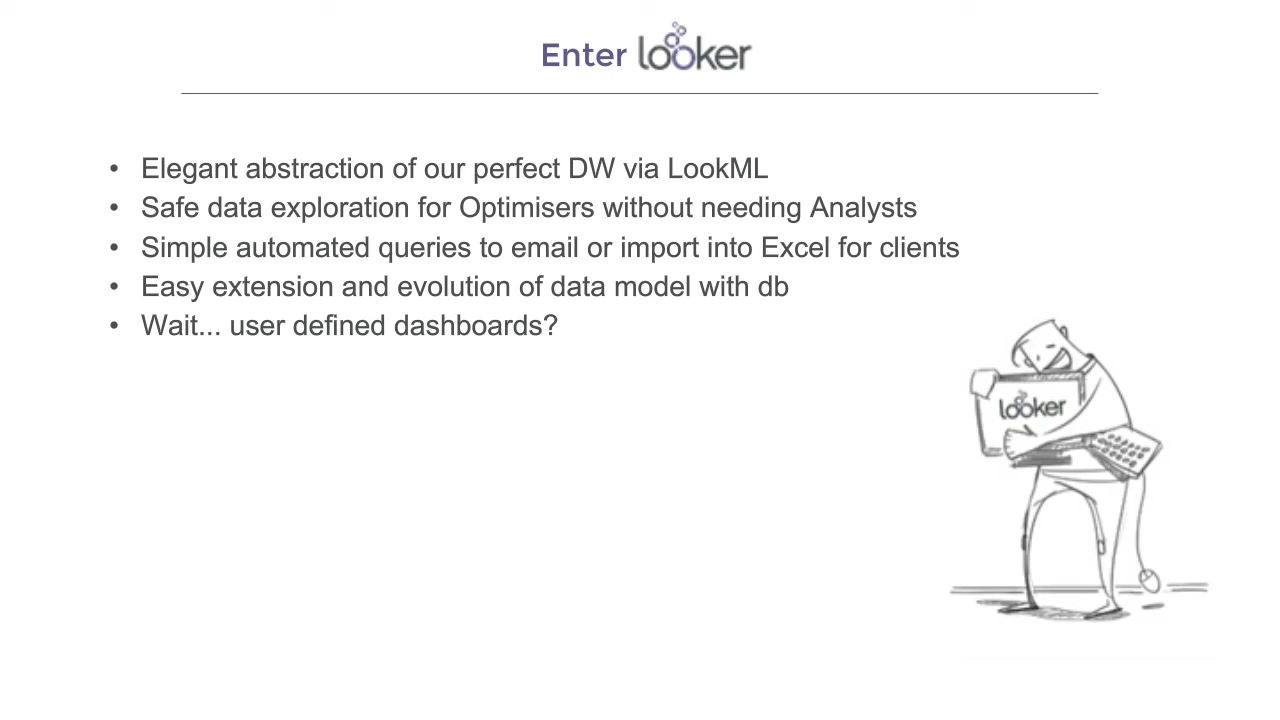 Enter looker
• Elegant abstraction of our perfect DW via LookML
• Safe data exploration for Optimisers without needing Analysts
• Simple automated queries to email or import into Excel for clients
• Easy extension and evolution of data model with db
• Wait... user defined dashboards?
looker